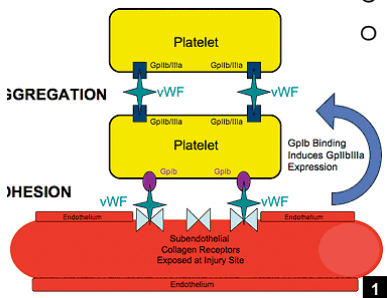 Platelet
GpIIb/IIIa GpIIb/IIIa
vWF vWF
GGREGATION
GpIIb/IIIa GpIIb/IIIa
Platelet
GpIb GpIb
GpIb Binding
Induces GpIIbIIIa
Expression
DHESION
vWF vWF
Endothelium Endothelium
Subendothelial
Collagen Receptors
Exposed at Injury Site
Endothelium
1